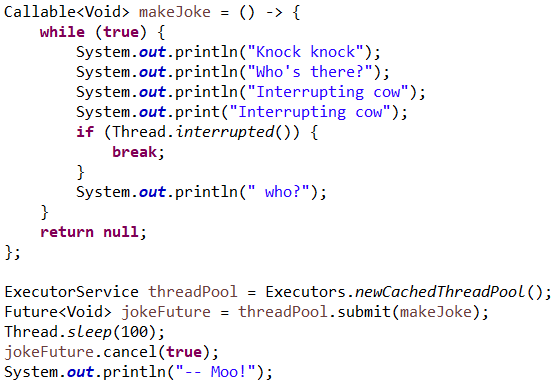 Callable<Void> makeJoke = () -> {
    while (true) {
        System.out.println("Knock knock");
        System.out.println("Who's there?");
        System.out.println("Interrupting cow");
        System.out.print("Interrupting cow");
        if (Thread.interrupted()) {
            break;
        }
        System.out.println(" who?");
    }
    return null;
};

ExecutorService threadPool = Executors.newCachedThreadPool();
Future<Void> jokeFuture = threadPool.submit(makeJoke);
Thread.sleep(100);
jokeFuture.cancel(true);
System.out.println("-- Moo!");